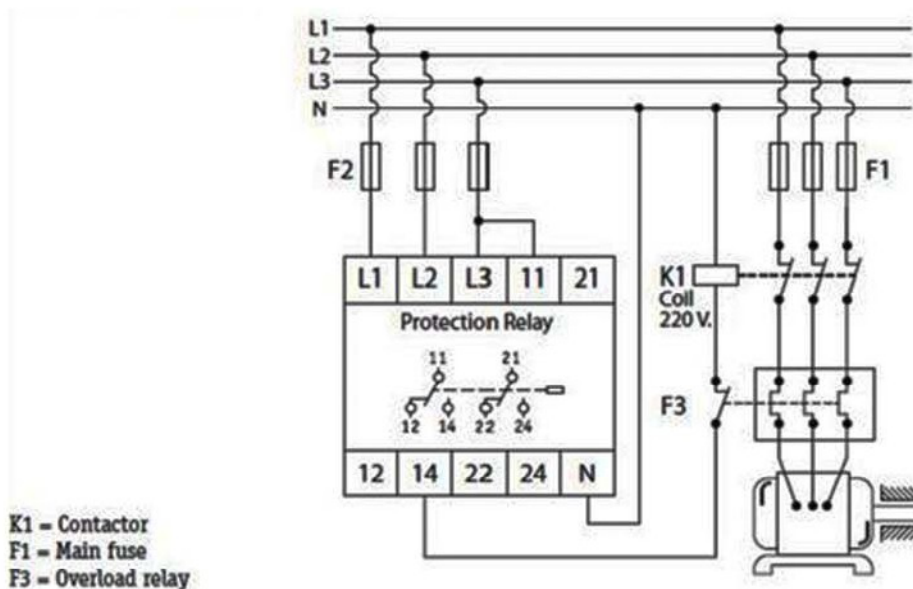 L1
L2
L3
N
F2
F1
L1 L2 L3 11 21
K1
Coil
220 V.
Protection Relay
11 21
12 14 22 24
F3
12 14 22 24 N
K1 = Contactor
F1 = Main fuse
F3 = Overload relay